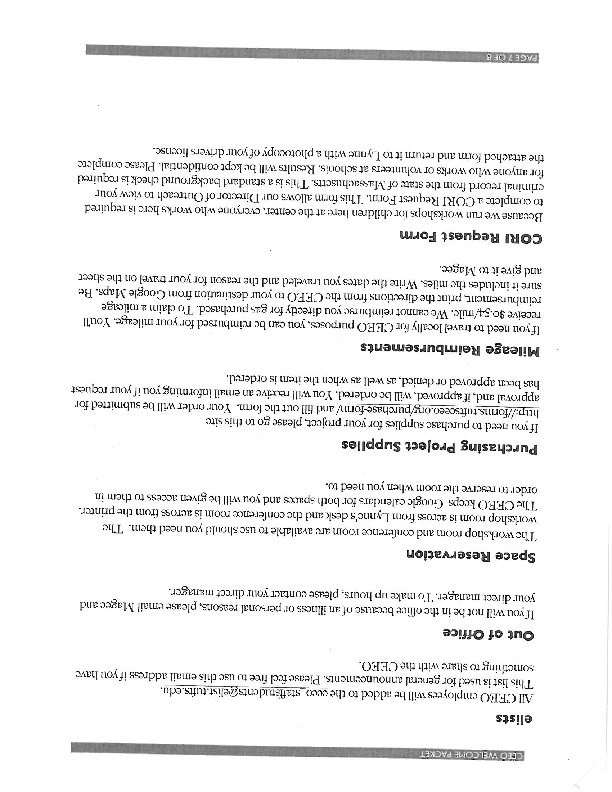 CEEO WELCOME PACKET
elists
All CEEO employees will be added to the ceeo_staffstudents@elist.tufts.edu.
This list is used for general announcements. Please feel free to use this email address if you have
something to share with the CEEO.
Out of Office
If you will not be in the office because of an illness or personal reasons, please email Magee and
your direct manager. To make up hours, please contact your direct manager.
Space Reservation
The workshop room and conference room are available to use should you need them. The
workshop room is across from Lynne's desk and the conference room is across from the printer.
The CEEO keeps Google calendars for both spaces and you will be given access to them in
order to reserve the room when you need to.
Purchasing Project Supplies
If you need to purchase supplies for your project, please go to this site
http://forms.tuftsceeo.org/purchase-form/ and fill out the form. Your order will be submitted for
approval and, if approved, will be ordered. You will receive an email informing you if your request
has been approved or denied, as well as when the item is ordered.
Mileage Reimbursements
If you need to travel locally for CEEO purposes, you can be reimbursed for your mileage. You'll
receive $0.54/mile. We cannot reimburse you directly for gas purchased. To claim a mileage
reimbursement, print the directions from the CEEO to your destination from Google Maps. Be
sure it includes the miles. Write the dates you traveled and the reason for your travel on the sheet
and give it to Magee.
CORI Request Form
Because we run workshops for children here at the center, everyone who works here is required
to complete a CORI Request Form. This form allows our Director of Outreach to view your
criminal record from the state of Massachusetts. This is a standard background check is required
for anyone who works or volunteers at schools. Results will be kept confidential. Please complete
the attached form and return it to Lynne with a photocopy of your drivers license.
PAGE 7 OF 8